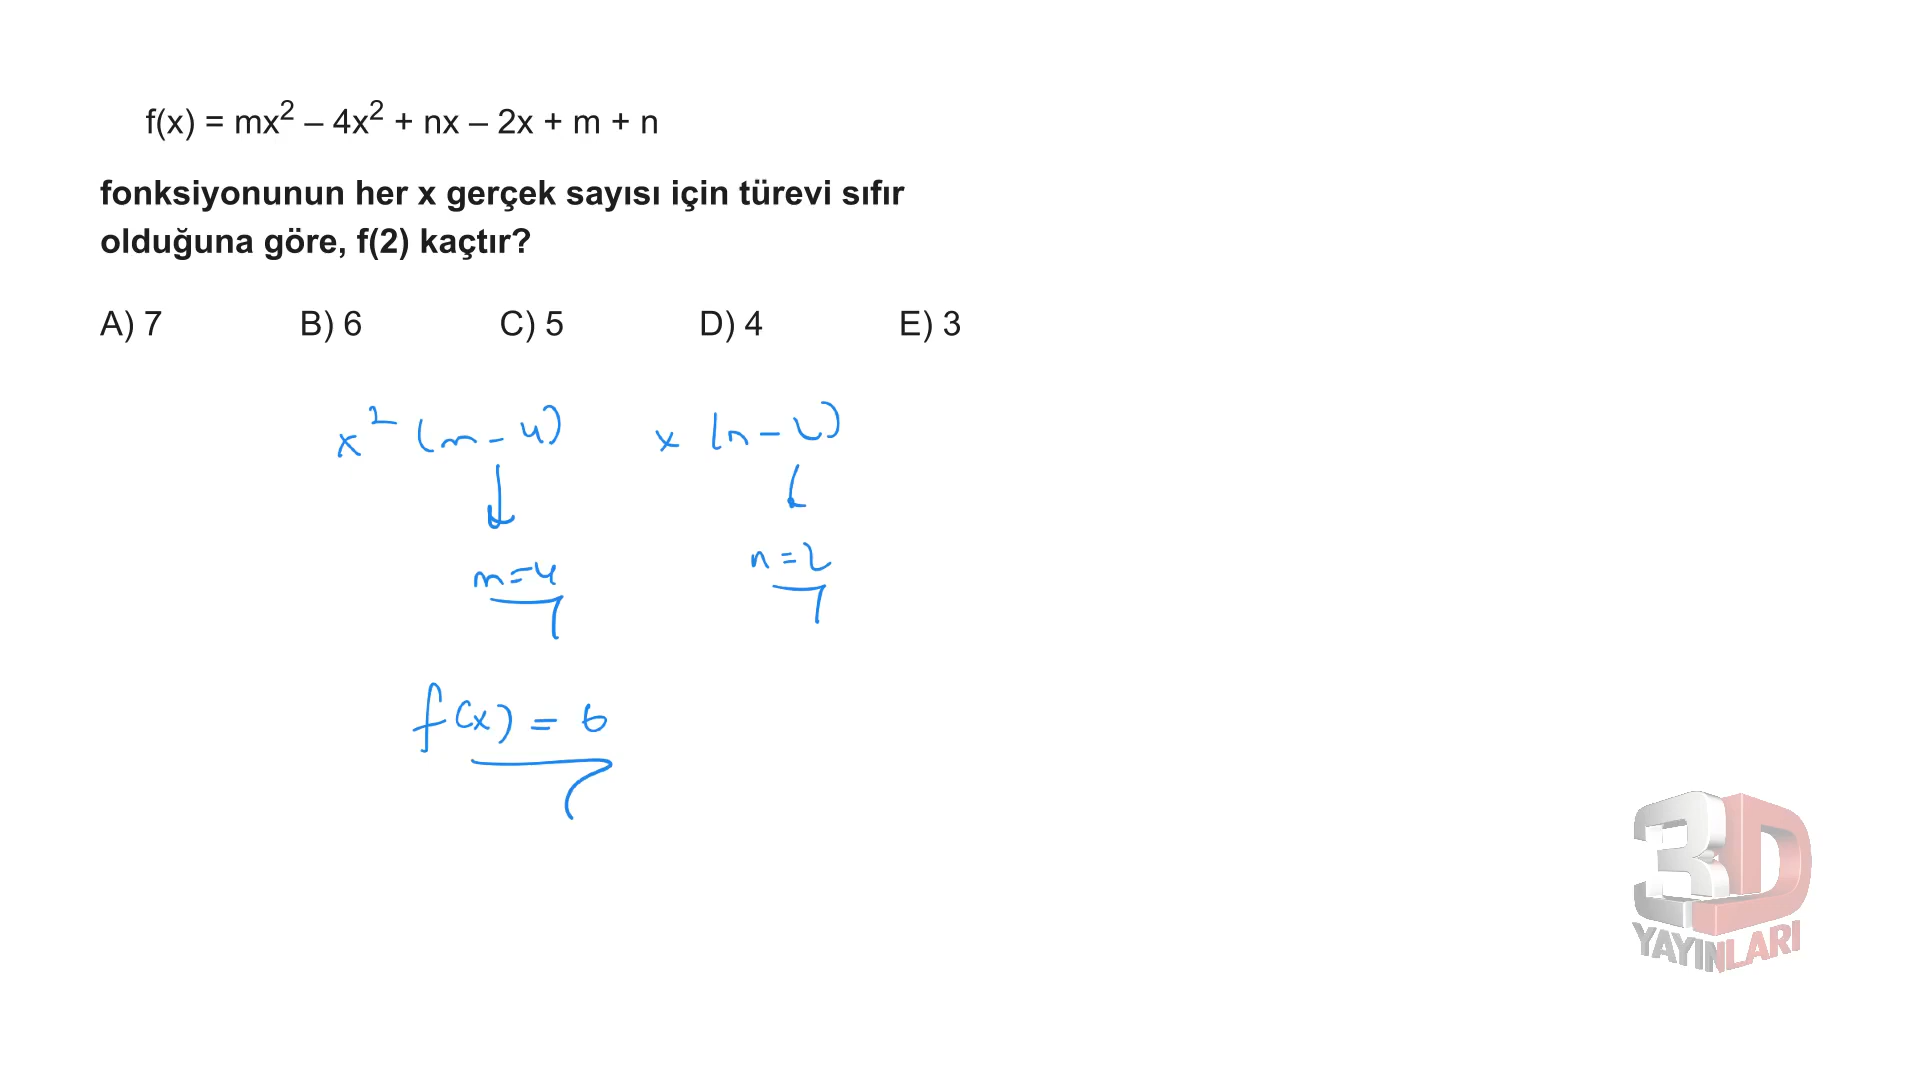 f(x) = mx² – 4x² + nx – 2x + m + n
fonksiyonunun her x gerçek sayısı için türevi sıfır
olduğuna göre, f(2) kaçtır?
A) 7 B) 6 C) 5 D) 4 E) 3
x² (m - 4) x (n - 2)
m = 4 n = 2
f(x) = 6
3D
YAYINLARI